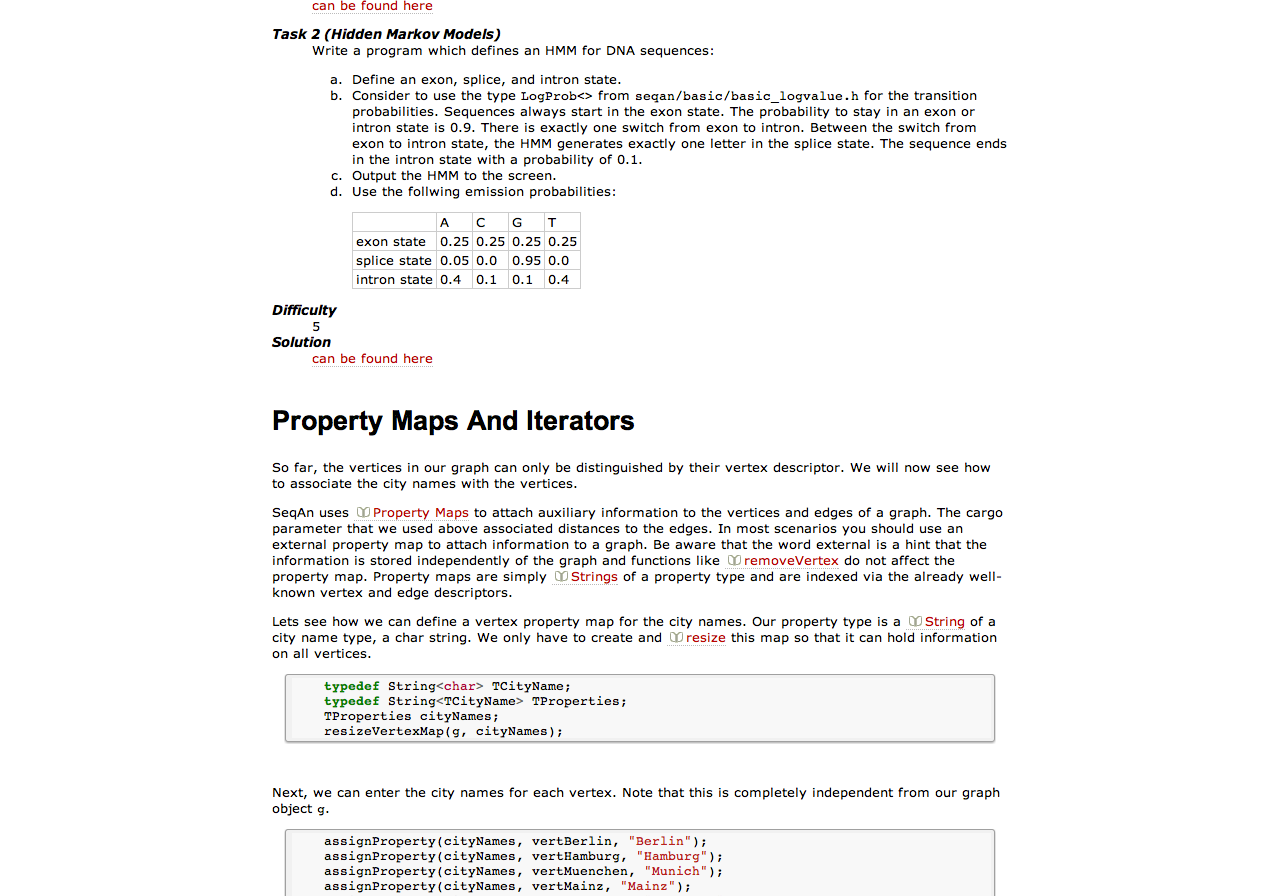 can be found here
Task 2 (Hidden Markov Models)
Write a program which defines an HMM for DNA sequences:
a. Define an exon, splice, and intron state.
b. Consider to use the type LogProb<> from seqan/basic/basic_logvalue.h for the transition
probabilities. Sequences always start in the exon state. The probability to stay in an exon or
intron state is 0.9. There is exactly one switch from exon to intron. Between the switch from
exon to intron state, the HMM generates exactly one letter in the splice state. The sequence ends
in the intron state with a probability of 0.1.
c. Output the HMM to the screen.
d. Use the follwing emission probabilities:
A C G T
exon state 0.25 0.25 0.25 0.25
splice state 0.05 0.0 0.95 0.0
intron state 0.4 0.1 0.1 0.4
Difficulty
5
Solution
can be found here
Property Maps And Iterators
So far, the vertices in our graph can only be distinguished by their vertex descriptor. We will now see how
to associate the city names with the vertices.
SeqAn uses Property Maps to attach auxiliary information to the vertices and edges of a graph. The cargo
parameter that we used above associated distances to the edges. In most scenarios you should use an
external property map to attach information to a graph. Be aware that the word external is a hint that the
information is stored independently of the graph and functions like removeVertex do not affect the
property map. Property maps are simply Strings of a property type and are indexed via the already well-
known vertex and edge descriptors.
Lets see how we can define a vertex property map for the city names. Our property type is a String of a
city name type, a char string. We only have to create and resize this map so that it can hold information
on all vertices.
typedef String<char> TCityName;
typedef String<TCityName> TProperties;
TProperties cityNames;
resizeVertexMap(g, cityNames);
Next, we can enter the city names for each vertex. Note that this is completely independent from our graph
object g.
assignProperty(cityNames, vertBerlin, "Berlin");
assignProperty(cityNames, vertHamburg, "Hamburg");
assignProperty(cityNames, vertMuenchen, "Munich");
assignProperty(cityNames, vertMainz, "Mainz");